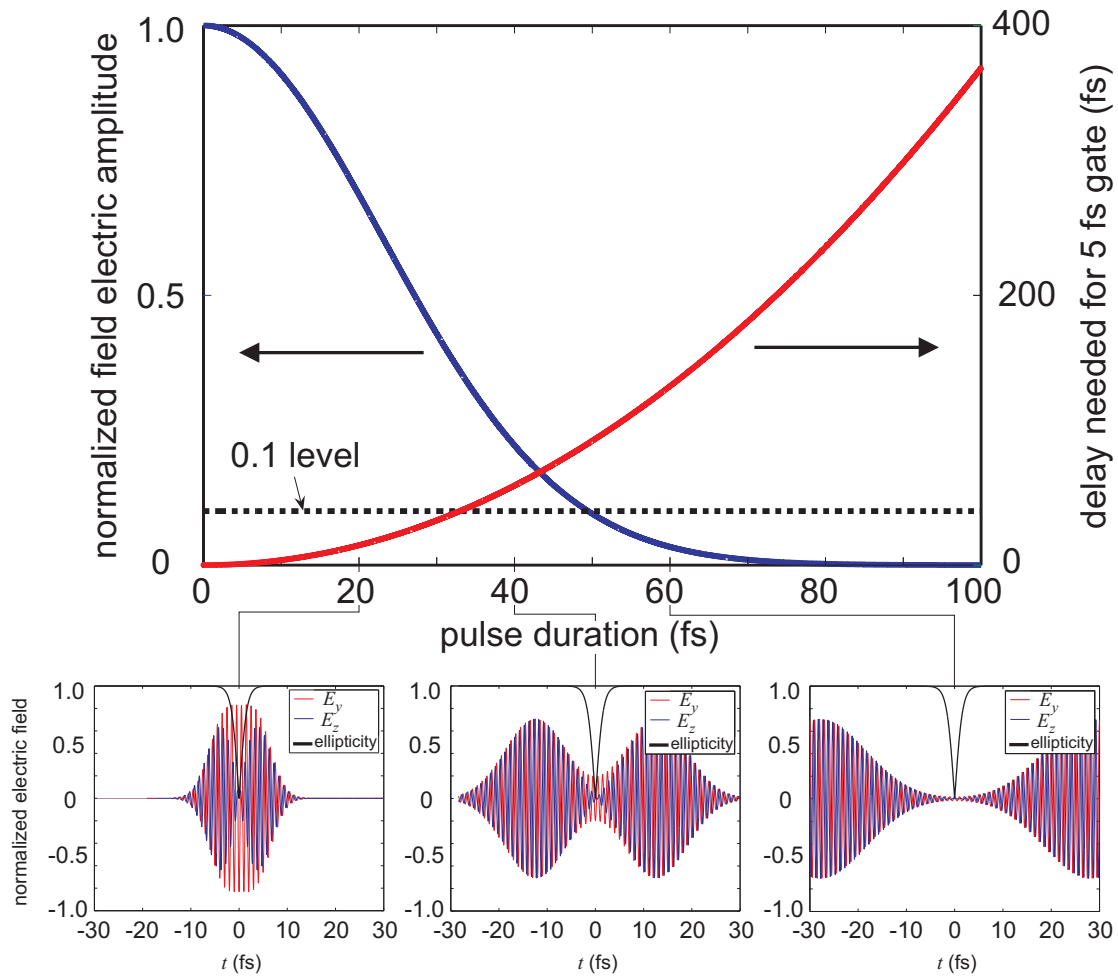 normalized field electric amplitude
1.0
0.5
0
0.1 level
400
200
0
delay needed for 5 fs gate (fs)
0 20 40 60 80 100
pulse duration (fs)
normalized electric field
1.0
0.5
0
-0.5
-1.0
E_y
E_z
ellipticity
-30 -20 -10 0 10 20 30
t (fs)
1.0
0.5
0
-0.5
-1.0
E_y
E_z
ellipticity
-30 -20 -10 0 10 20 30
t (fs)
1.0
0.5
0
-0.5
-1.0
E_y
E_z
ellipticity
-30 -20 -10 0 10 20 30
t (fs)